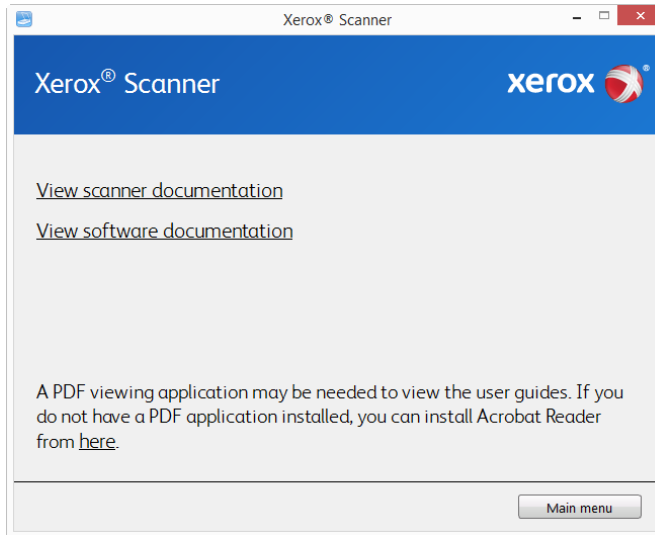 Xerox® Scanner
Xerox® Scanner
xerox ®
View scanner documentation
View software documentation
A PDF viewing application may be needed to view the user guides. If you
do not have a PDF application installed, you can install Acrobat Reader
from here.
Main menu